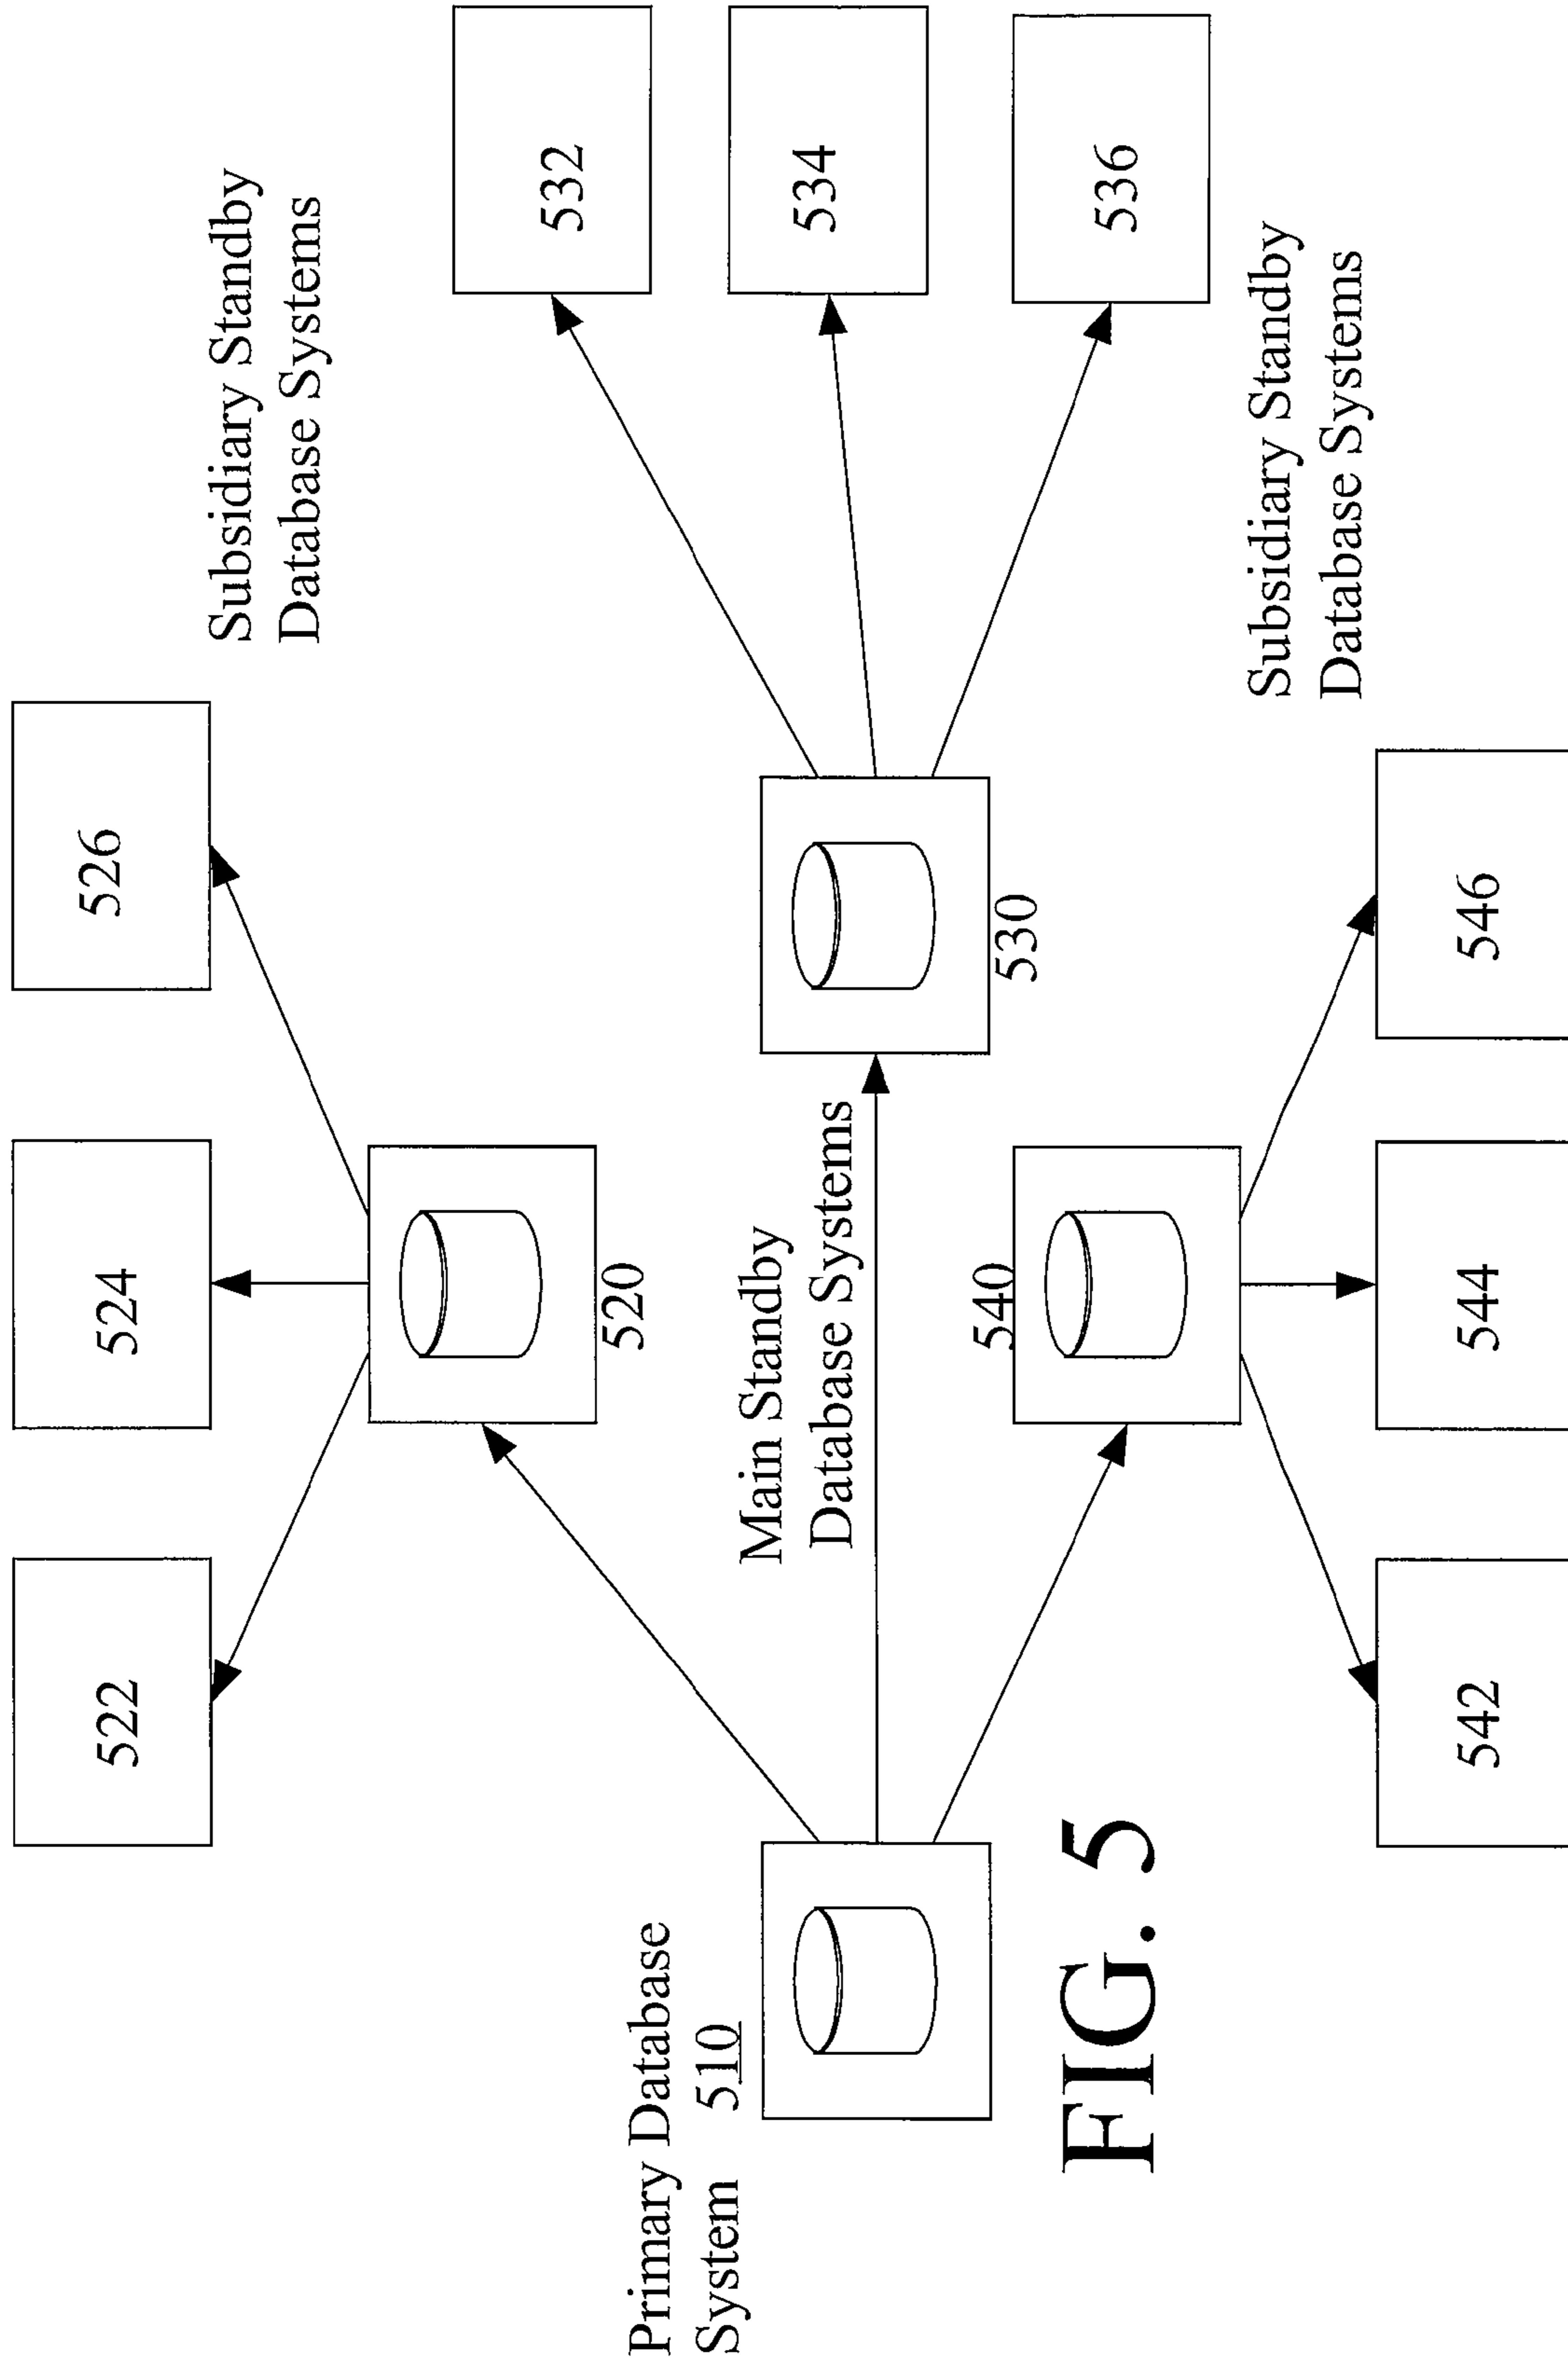 522
524
526
Subsidiary Standby
Database Systems
520
532
Primary Database
System 510
Main Standby
Database Systems
534
530
540
536
Subsidiary Standby
Database Systems
542
544
546
FIG. 5